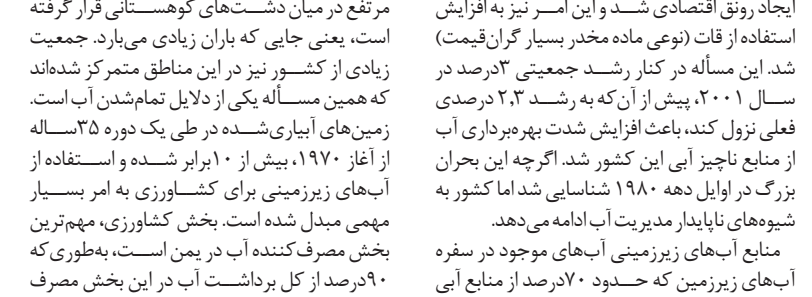 ایجاد رونق اقتصادی شد و این امر نیز به افزایش
استفاده از قات (نوعی ماده مخدر بسیار گران‌قیمت)
شد. این مسأله در کنار رشد جمعیتی ۳درصد در
سال ۲۰۰۱، پیش از آن‌که به رشد ۲٫۳ درصدی
فعلی نزول کند، باعث افزایش شدت بهره‌برداری آب
از منابع ناچیز آبی این کشور شد. اگرچه این بحران
بزرگ در اوایل دهه ۱۹۸۰ شناسایی شد اما کشور به
شیوه‌های ناپایدار مدیریت آب ادامه می‌دهد.
منابع آب‌های زیرزمینی آب‌های موجود در سفره
آب‌های زیرزمین که حدود ۷۰درصد از منابع آبی
مرتفع در میان دشت‌های کوهستانی قرار گرفته
است، یعنی جایی که باران زیادی می‌بارد. جمعیت
زیادی از کشور نیز در این مناطق متمرکز شده‌اند
که همین مسأله یکی از دلایل تمام‌شدن آب است.
زمین‌های آبیاری‌شده در طی یک دوره ۳۵ساله
از آغاز ۱۹۷۰، بیش از ۱۰برابر شده و استفاده از
آب‌های زیرزمینی برای کشاورزی به امر بسیار
مهمی مبدل شده است. بخش کشاورزی، مهم‌ترین
بخش مصرف‌کننده آب در یمن است، به‌طوری‌که
۹۰درصد از کل برداشت آب در این بخش مصرف